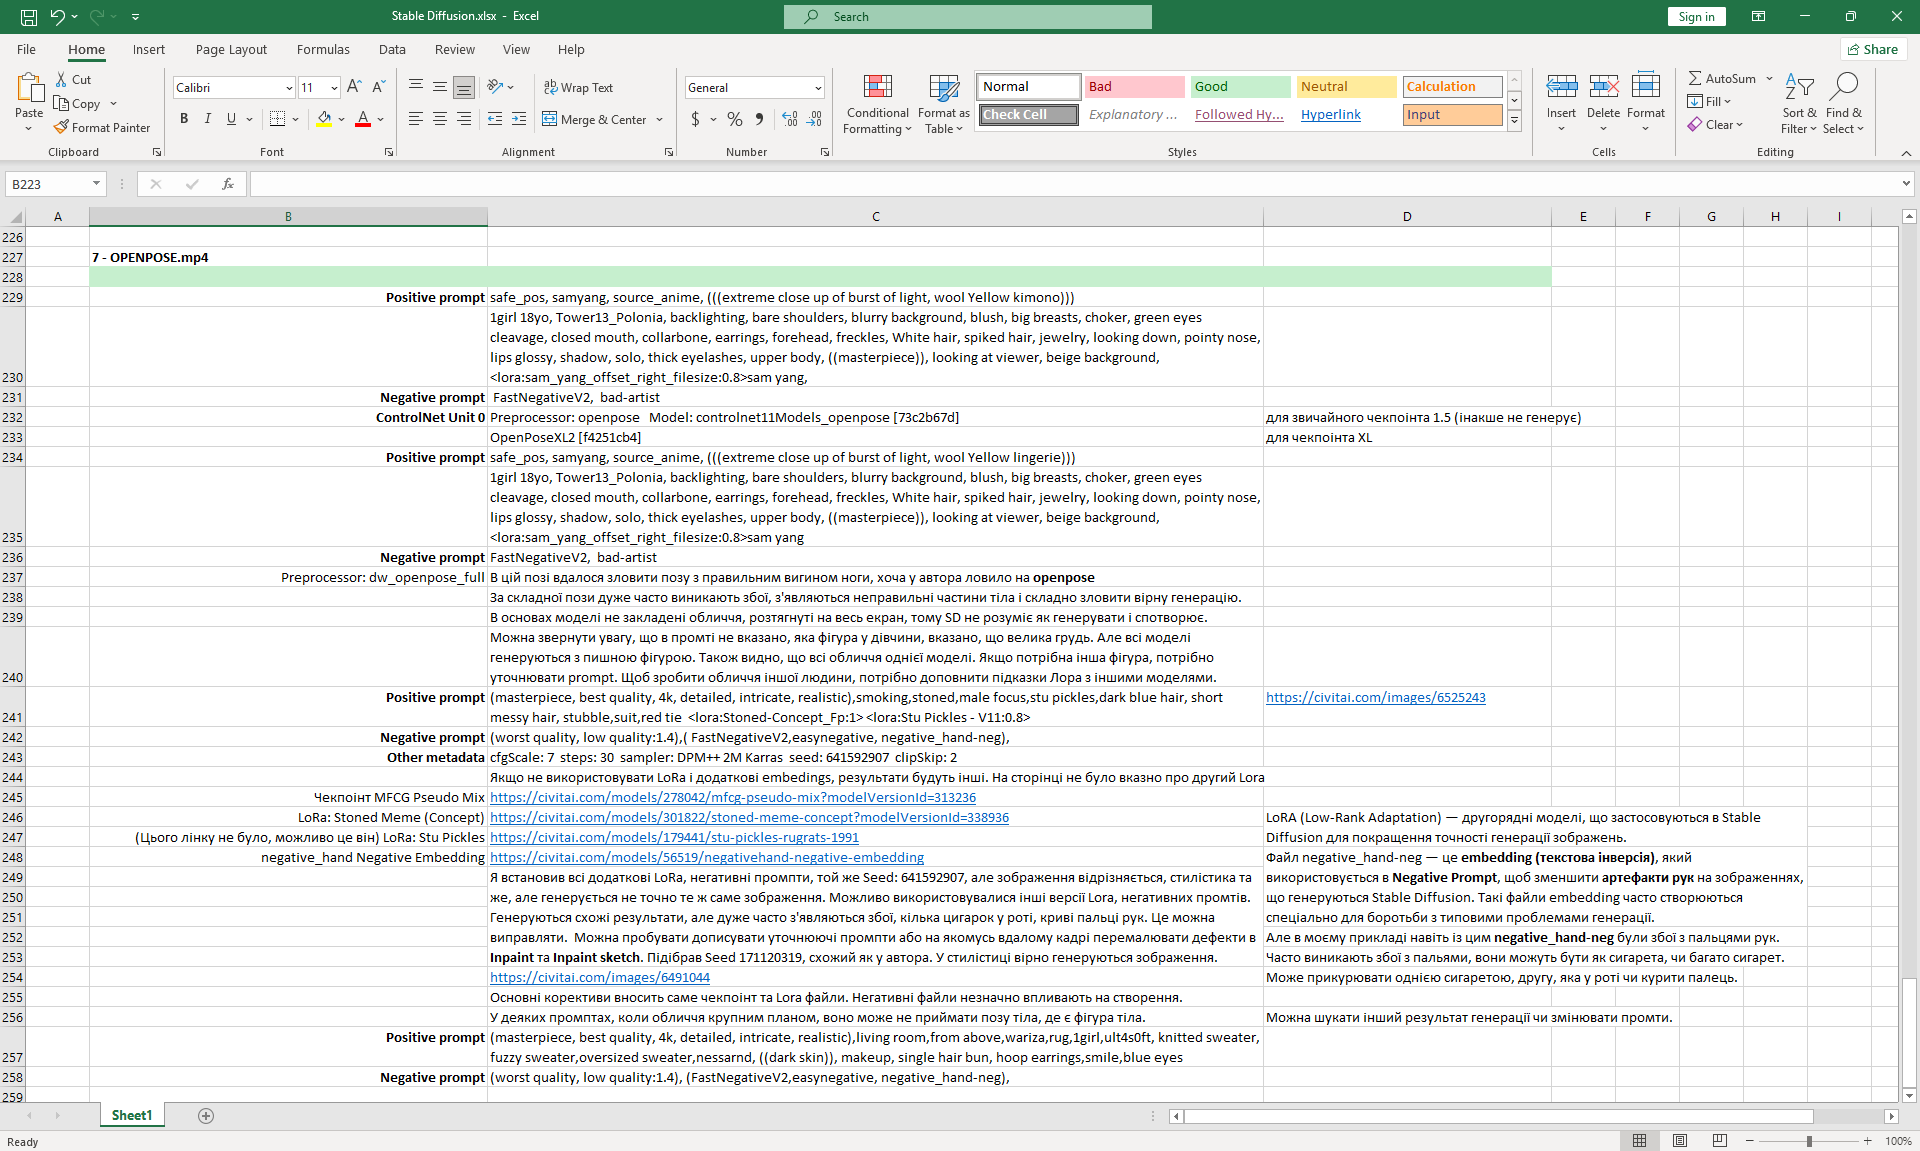 Stable Diffusion.xlsx - Excel
Search
Sign in
File Home Insert Page Layout Formulas Data Review View Help
Share
Paste
Cut
Copy
Format Painter
Clipboard
Calibri 11
B I U
Font
Wrap Text
Merge & Center
Alignment
General
Number
Conditional Formatting
Format as Table
Normal Bad Good Neutral Calculation
Check Cell Explanatory ... Followed Hy... Hyperlink Input
Styles
Insert Delete Format
Cells
AutoSum
Fill
Clear
Sort & Filter
Find & Select
Editing
B223
fx
A B C D E F G H I
226
227 7 - OPENPOSE.mp4
228
229 Positive prompt safe_pos, samyang, source_anime, (((extreme close up of burst of light, wool Yellow kimono)))
1girl 18yo, Tower13_Polonia, backlighting, bare shoulders, blurry background, blush, big breasts, choker, green eyes
cleavage, closed mouth, collarbone, earrings, forehead, freckles, White hair, spiked hair, jewelry, looking down, pointy nose,
lips glossy, shadow, solo, thick eyelashes, upper body, ((masterpiece)), looking at viewer, beige background,
230 <lora:sam_yang_offset_right_filesize:0.8>sam yang,
231 Negative prompt FastNegativeV2, bad-artist
232 ControlNet Unit 0 Preprocessor: openpose Model: controlnet11Models_openpose [73c2b67d] для звичайного чекпоінта 1.5 (інакше не генерує)
233 OpenPoseXL2 [f4251cb4] для чекпоінта XL
234 Positive prompt safe_pos, samyang, source_anime, (((extreme close up of burst of light, wool Yellow lingerie)))
1girl 18yo, Tower13_Polonia, backlighting, bare shoulders, blurry background, blush, big breasts, choker, green eyes
cleavage, closed mouth, collarbone, earrings, forehead, freckles, White hair, spiked hair, jewelry, looking down, pointy nose,
lips glossy, shadow, solo, thick eyelashes, upper body, ((masterpiece)), looking at viewer, beige background,
235 <lora:sam_yang_offset_right_filesize:0.8>sam yang
236 Negative prompt FastNegativeV2, bad-artist
237 Preprocessor: dw_openpose_full В цій позі вдалося зловити позу з правильним вигином ноги, хоча у автора ловило на openpose
238 За складної пози дуже часто виникають збої, з'являються неправильні частини тіла і складно зловити вірну генерацію.
239 В основах моделі не закладені обличчя, розтягнуті на весь екран, тому SD не розуміє як генерувати і спотворює.
Можна звернути увагу, що в промті не вказано, яка фігура у дівчини, вказано, що велика грудь. Але всі моделі
генеруються з пишною фігурою. Також видно, що всі обличчя однієї моделі. Якщо потрібна інша фігура, потрібно
240 уточнювати prompt. Щоб зробити обличчя іншої людини, потрібно доповнити підказки Лора з іншими моделями.
Positive prompt (masterpiece, best quality, 4k, detailed, intricate, realistic),smoking,stoned,male focus,stu pickles,dark blue hair, short https://civitai.com/images/6525243
241 messy hair, stubble,suit,red tie <lora:Stoned-Concept_Fp:1> <lora:Stu Pickles - V11:0.8>
242 Negative prompt (worst quality, low quality:1.4),( FastNegativeV2,easynegative, negative_hand-neg),
243 Other metadata cfgScale: 7 steps: 30 sampler: DPM++ 2M Karras seed: 641592907 clipSkip: 2
244 Якщо не використовувати LoRa і додаткові embedings, результати будуть інші. На сторінці не було вказно про другий Lora
245 Чекпоінт MFCG Pseudo Mix https://civitai.com/models/278042/mfcg-pseudo-mix?modelVersionId=313236
246 LoRa: Stoned Meme (Concept) https://civitai.com/models/301822/stoned-meme-concept?modelVersionId=338936 LoRA (Low-Rank Adaptation) — другорядні моделі, що застосовуються в Stable
247 (Цього лінку не було, можливо це він) LoRa: Stu Pickles https://civitai.com/models/179441/stu-pickles-rugrats-1991 Diffusion для покращення точності генерації зображень.
248 negative_hand Negative Embedding https://civitai.com/models/56519/negativehand-negative-embedding Файл negative_hand-neg — це embedding (текстова інверсія), який
249 Я встановив всі додаткові LoRa, негативні промпти, той же Seed: 641592907, але зображення відрізняється, стилістика та використовується в Negative Prompt, щоб зменшити артефакти рук на зображеннях,
250 же, але генерується не точно те ж саме зображення. Можливо використовувалися інші версії Lora, негативних промтів. що генеруються Stable Diffusion. Такі файли embedding часто створюються
251 Генеруються схожі результати, але дуже часто з'являються збої, кілька цигарок у роті, криві пальці рук. Це можна спеціально для боротьби з типовими проблемами генерації.
252 виправляти. Можна пробувати дописувати уточнюючі промпти або на якомусь вдалому кадрі перемалювати дефекти в Але в моєму прикладі навіть із цим negative_hand-neg були збої з пальцями рук.
253 Inpaint та Inpaint sketch. Підібрав Seed 171120319, схожий як у автора. У стилістиці вірно генеруються зображення. Часто виникають збої з пальями, вони можуть бути як сигарета, чи багато сигарет.
254 https://civitai.com/images/6491044 Може прикурювати однією сигаретою, другу, яка у роті чи курити палець.
255 Основні корективи вносить саме чекпоінт та Lora файли. Негативні файли незначно впливають на створення.
256 У деяких промптах, коли обличчя крупним планом, воно може не приймати позу тіла, де є фігура тіла. Можна шукати інший результат генерації чи змінювати промти.
Positive prompt (masterpiece, best quality, 4k, detailed, intricate, realistic),living room,from above,wariza,rug,1girl,ult4s0ft, knitted sweater,
257 fuzzy sweater,oversized sweater,nessarnd, ((dark skin)), makeup, single hair bun, hoop earrings,smile,blue eyes
258 Negative prompt (worst quality, low quality:1.4), (FastNegativeV2,easynegative, negative_hand-neg),
259
Sheet1
Ready
100%